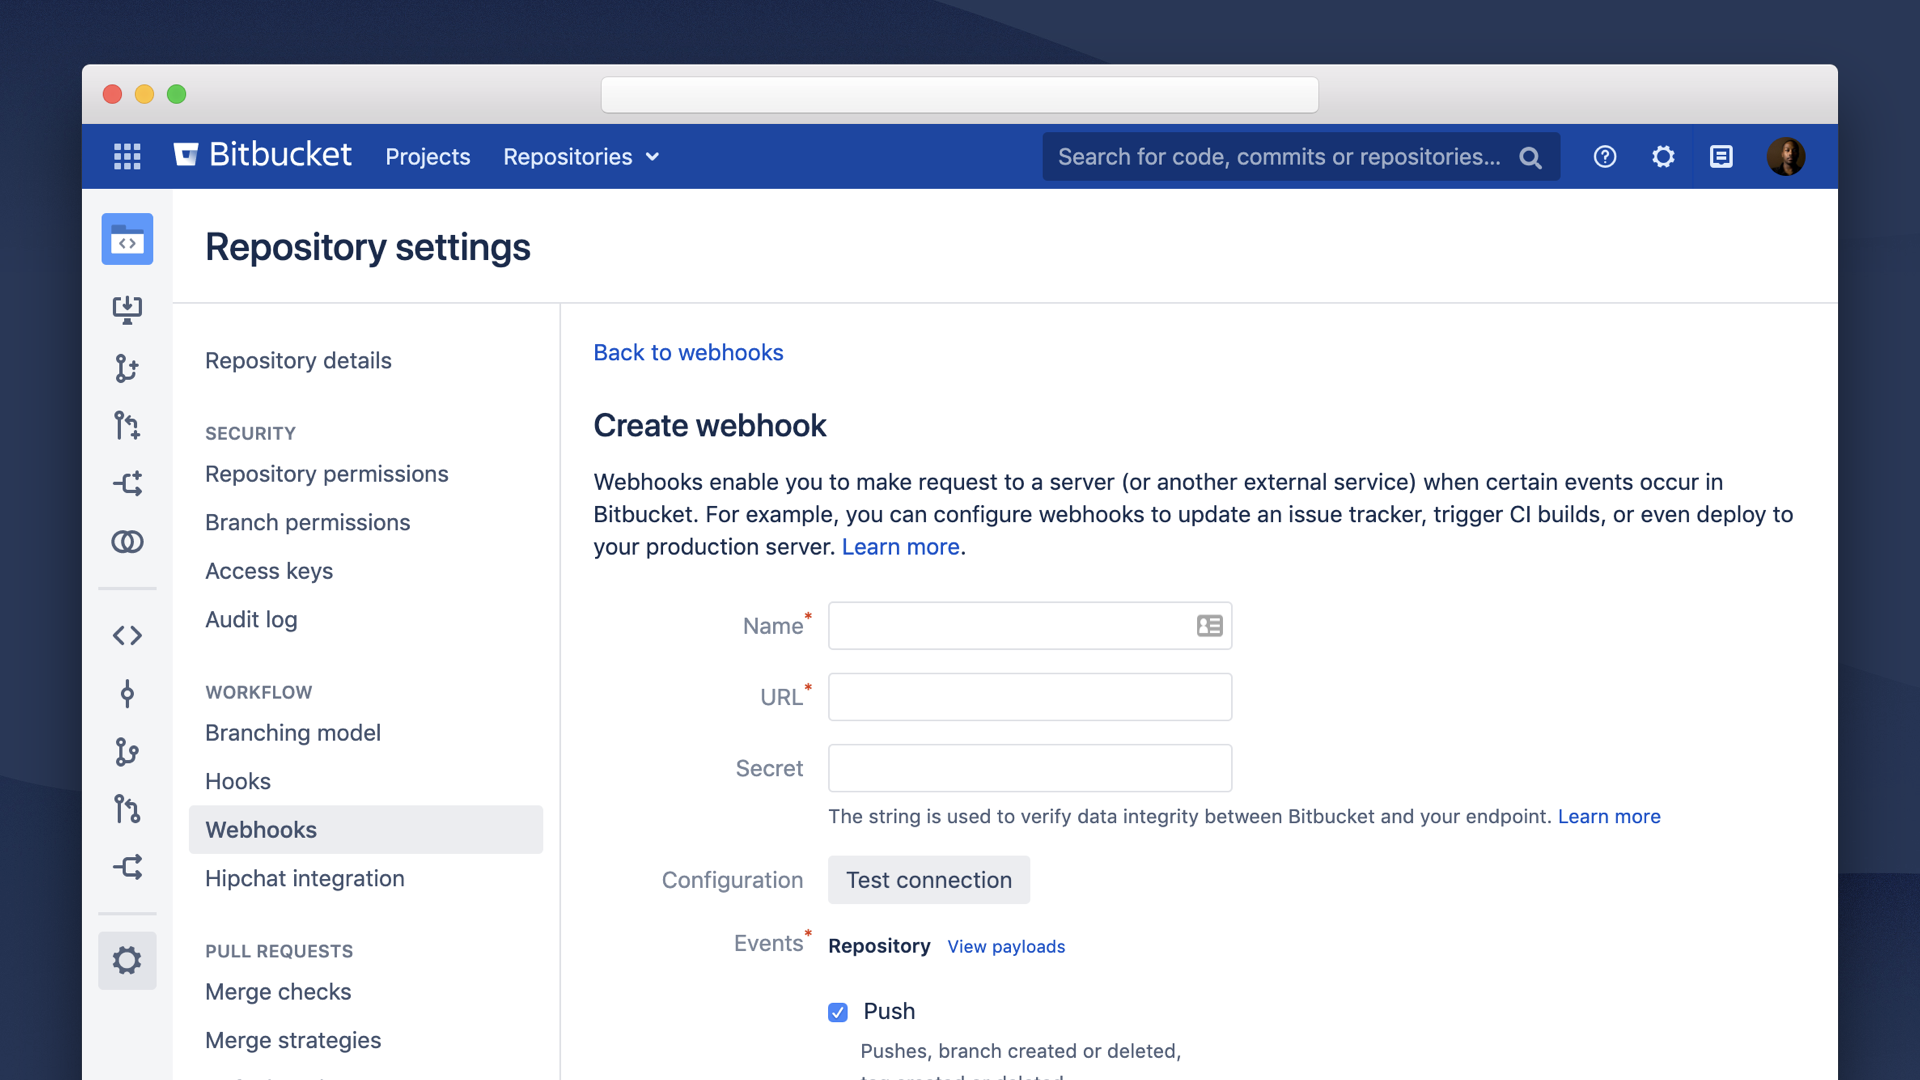 Bitbucket Projects Repositories Search for code, commits or repositories...
Repository settings
Repository details
SECURITY
Repository permissions
Branch permissions
Access keys
Audit log
WORKFLOW
Branching model
Hooks
Webhooks
Hipchat integration
PULL REQUESTS
Merge checks
Merge strategies
Back to webhooks
Create webhook
Webhooks enable you to make request to a server (or another external service) when certain events occur in
Bitbucket. For example, you can configure webhooks to update an issue tracker, trigger CI builds, or even deploy to
your production server. Learn more.
Name*
URL*
Secret
The string is used to verify data integrity between Bitbucket and your endpoint. Learn more
Configuration Test connection
Events* Repository View payloads
Push
Pushes, branch created or deleted,
tag created or deleted